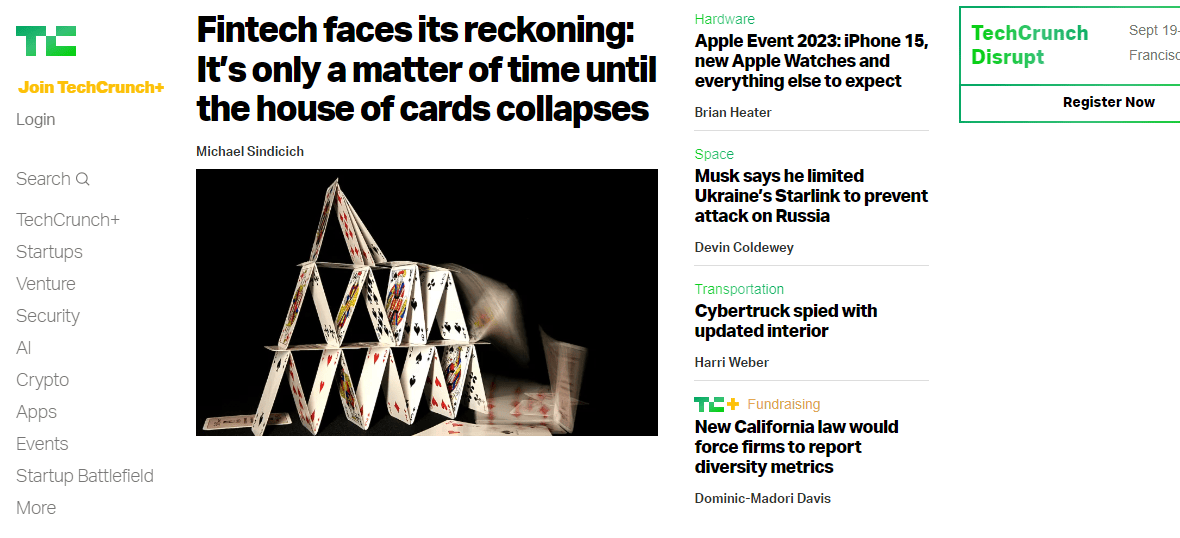 TC
Join TechCrunch+
Login
Search
TechCrunch+
Startups
Venture
Security
AI
Crypto
Apps
Events
Startup Battlefield
More
Fintech faces its reckoning:
It’s only a matter of time until
the house of cards collapses
Michael Sindicich
Hardware
Apple Event 2023: iPhone 15,
new Apple Watches and
everything else to expect
Brian Heater
Space
Musk says he limited
Ukraine’s Starlink to prevent
attack on Russia
Devin Coldewey
Transportation
Cybertruck spied with
updated interior
Harri Weber
TC+ Fundraising
New California law would
force firms to report
diversity metrics
Dominic-Madori Davis
TechCrunch
Disrupt
Sept 19-
Francisc
Register Now